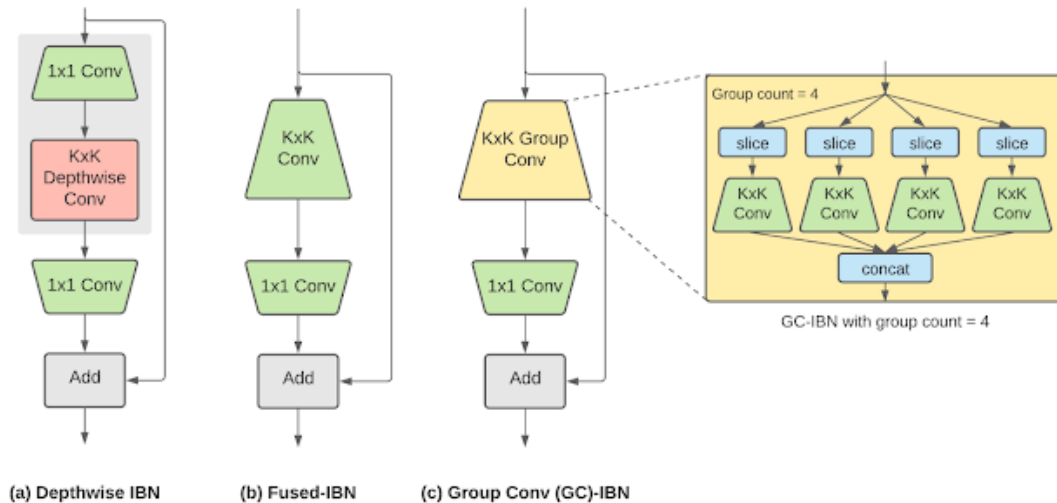 1x1 Conv
KxK
Depthwise
Conv
1x1 Conv
Add
(a) Depthwise IBN
KxK
Conv
1x1 Conv
Add
(b) Fused-IBN
KxK Group
Conv
1x1 Conv
Add
(c) Group Conv (GC)-IBN
Group count = 4
slice slice slice slice
KxK KxK KxK KxK
Conv Conv Conv Conv
concat
GC-IBN with group count = 4